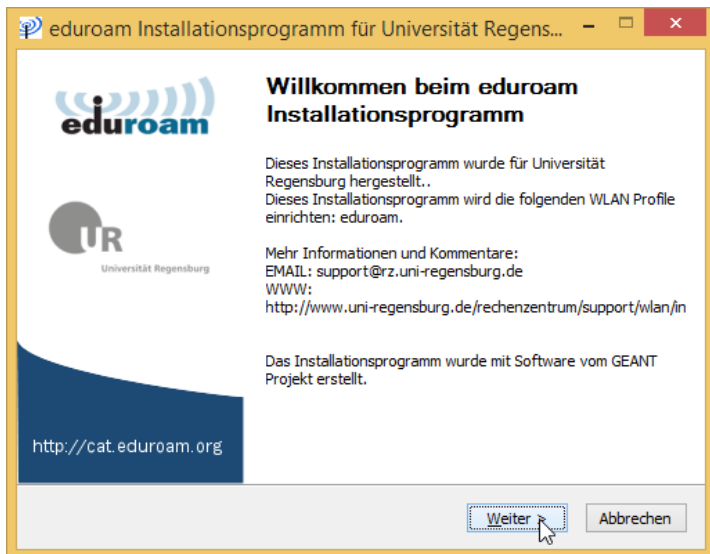 eduroam Installationsprogramm für Universität Regens...
eduroam
UR
Universität Regensburg
http://cat.eduroam.org
Willkommen beim eduroam
Installationsprogramm
Dieses Installationsprogramm wurde für Universität
Regensburg hergestellt..
Dieses Installationsprogramm wird die folgenden WLAN Profile
einrichten: eduroam.
Mehr Informationen und Kommentare:
EMAIL: support@rz.uni-regensburg.de
WWW:
http://www.uni-regensburg.de/rechenzentrum/support/wlan/in
Das Installationsprogramm wurde mit Software vom GEANT
Projekt erstellt.
Weiter >
Abbrechen